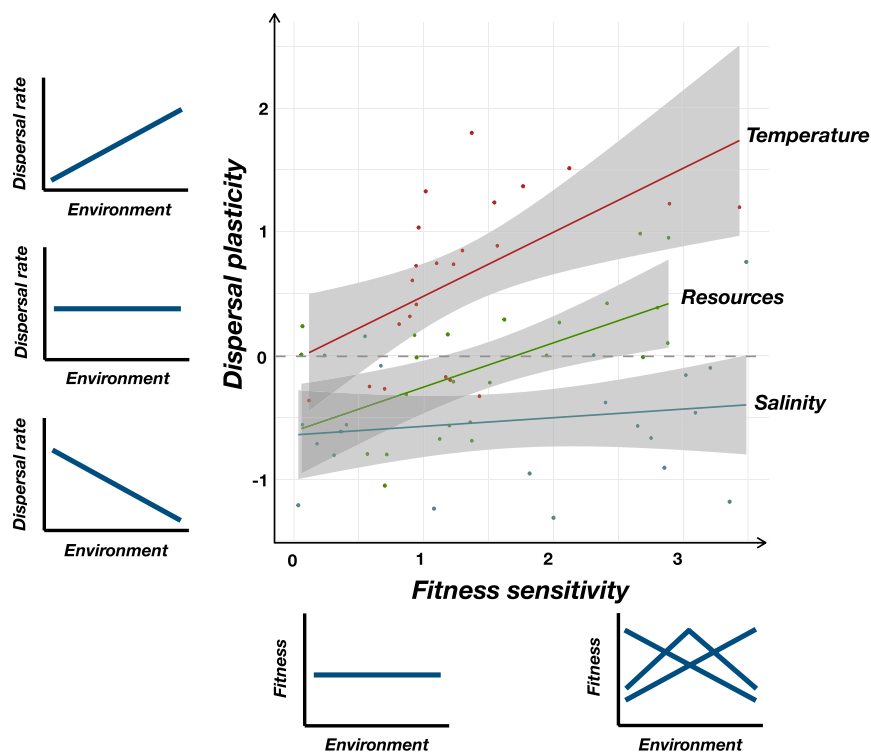 Dispersal rate
Environment
Dispersal rate
Environment
Dispersal rate
Environment
Dispersal plasticity
2
1
0
-1
Temperature
Resources
Salinity
0 1 2 3
Fitness sensitivity
Fitness
Environment
Fitness
Environment